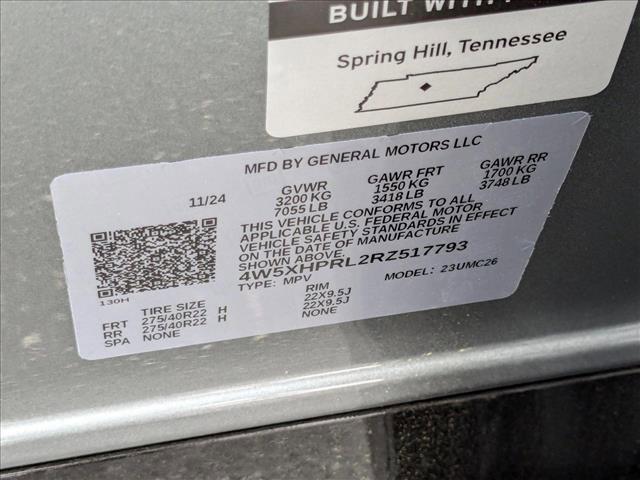 BUILT WITH
Spring Hill, Tennessee
MFD BY GENERAL MOTORS LLC
11/24 GVWR GAWR FRT GAWR RR
3200 KG 1550 KG 1700 KG
7055 LB 3418 LB 3748 LB
THIS VEHICLE CONFORMS TO ALL
APPLICABLE U.S. FEDERAL MOTOR
VEHICLE SAFETY STANDARDS IN EFFECT
ON THE DATE OF MANUFACTURE
SHOWN ABOVE.
4W5XHPRL2RZ517793
TYPE: MPV MODEL: 23UMC26
130H
TIRE SIZE RIM
FRT 275/40R22 H 22X9.5J
RR 275/40R22 H 22X9.5J
SPA NONE NONE